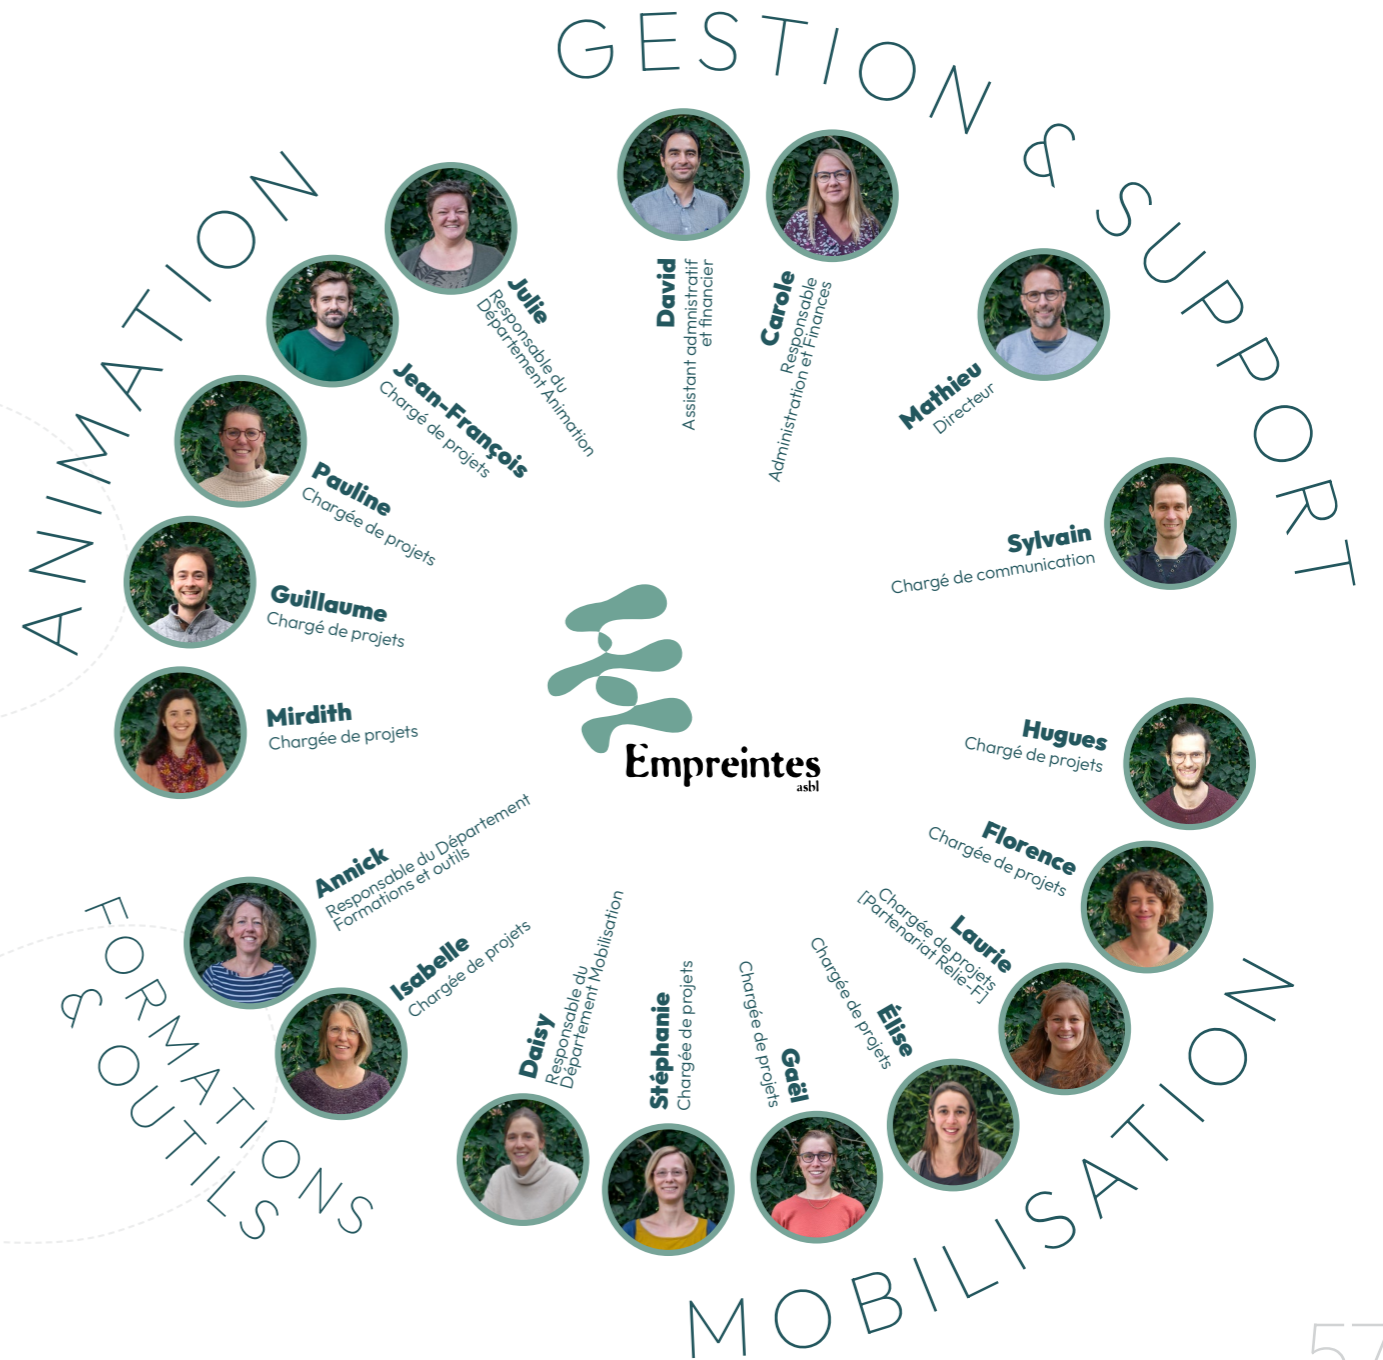 GESTION & SUPPORT
David
Assistant admnistratif
et financier
Carole
Responsable
Administration et Finances
Mathieu
Directeur
Sylvain
Chargé de communication
MOBILISATION
Hugues
Chargé de projets
Florence
Chargée de projets
Laurie
Chargée de projets
[Partenariat Relie-F]
Élise
Chargée de projets
Gaël
Chargée de projets
Stéphanie
Chargée de projets
Daisy
Responsable du
Département Mobilisation
FORMATIONS
& OUTILS
Isabelle
Chargée de projets
Annick
Responsable du Département
Formations et outils
ANIMATION
Mirdith
Chargée de projets
Guillaume
Chargé de projets
Pauline
Chargée de projets
Jean-François
Chargé de projets
Julie
Responsable du
Département Animation
Empreintes
asbl
57